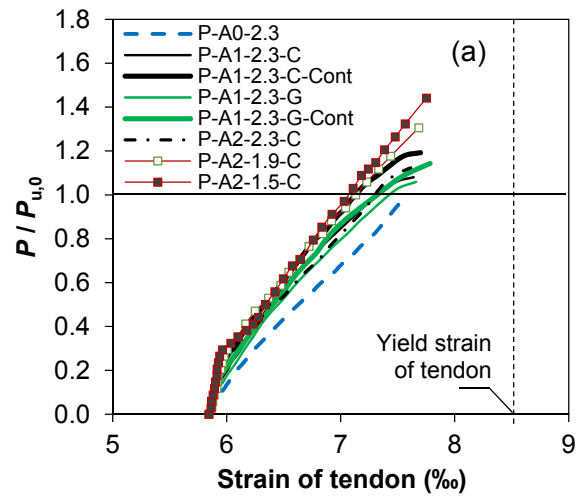 (a)
P-A0-2.3
P-A1-2.3-C
P-A1-2.3-C-Cont
P-A1-2.3-G
P-A1-2.3-G-Cont
P-A2-2.3-C
P-A2-1.9-C
P-A2-1.5-C
P / Pu,0
1.8
1.6
1.4
1.2
1.0
0.8
0.6
0.4
0.2
0.0
Yield strain
of tendon
5
6
7
8
9
Strain of tendon (‰)